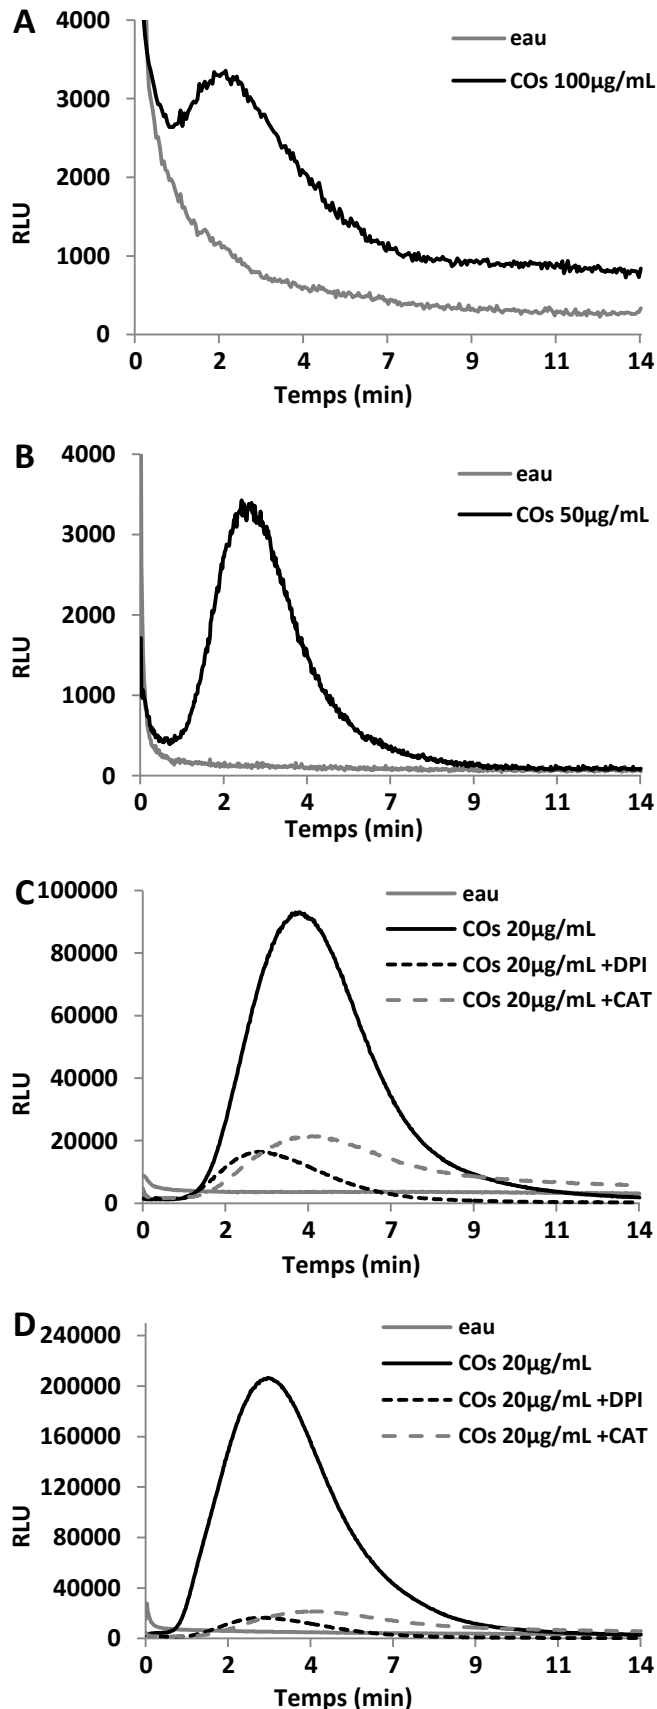 A
4000
3000
2000
1000
0
RLU
eau
COs 100µg/mL
0 2 4 7 9 11 14
Temps (min)
B
4000
3000
2000
1000
0
RLU
eau
COs 50µg/mL
0 2 4 7 9 11 14
Temps (min)
C
100000
80000
60000
40000
20000
0
RLU
eau
COs 20µg/mL
COs 20µg/mL +DPI
COs 20µg/mL +CAT
0 2 4 7 9 11 14
Temps (min)
D
240000
200000
160000
120000
80000
40000
0
RLU
eau
COs 20µg/mL
COs 20µg/mL +DPI
COs 20µg/mL +CAT
0 2 4 7 9 11 14
Temps (min)